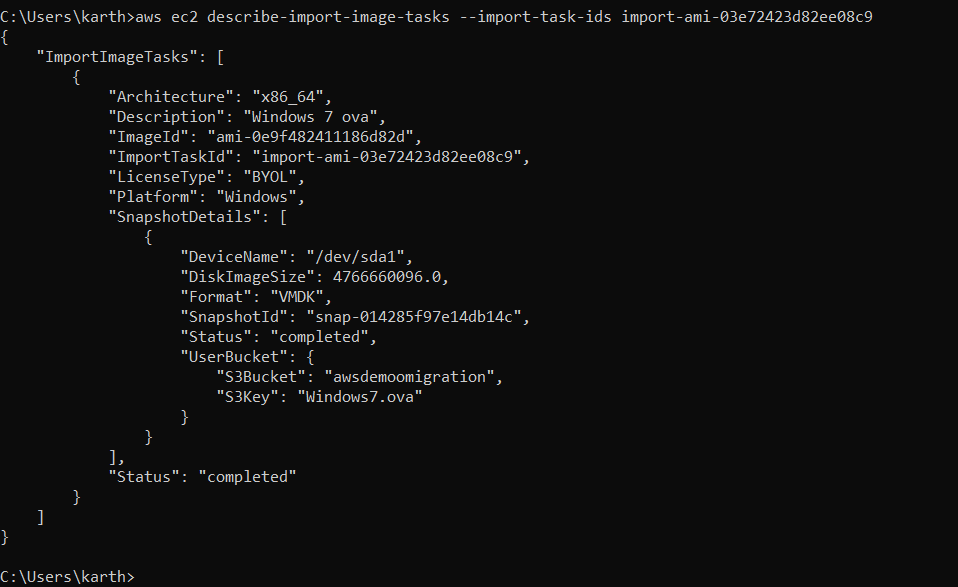 C:\Users\karth>aws ec2 describe-import-image-tasks --import-task-ids import-ami-03e72423d82ee08c9
{
    "ImportImageTasks": [
        {
            "Architecture": "x86_64",
            "Description": "Windows 7 ova",
            "ImageId": "ami-0e9f482411186d82d",
            "ImportTaskId": "import-ami-03e72423d82ee08c9",
            "LicenseType": "BYOL",
            "Platform": "Windows",
            "SnapshotDetails": [
                {
                    "DeviceName": "/dev/sda1",
                    "DiskImageSize": 4766660096.0,
                    "Format": "VMDK",
                    "SnapshotId": "snap-014285f97e14db14c",
                    "Status": "completed",
                    "UserBucket": {
                        "S3Bucket": "awsdemoomigration",
                        "S3Key": "Windows7.ova"
                    }
                }
            ],
            "Status": "completed"
        }
    ]
}
C:\Users\karth>